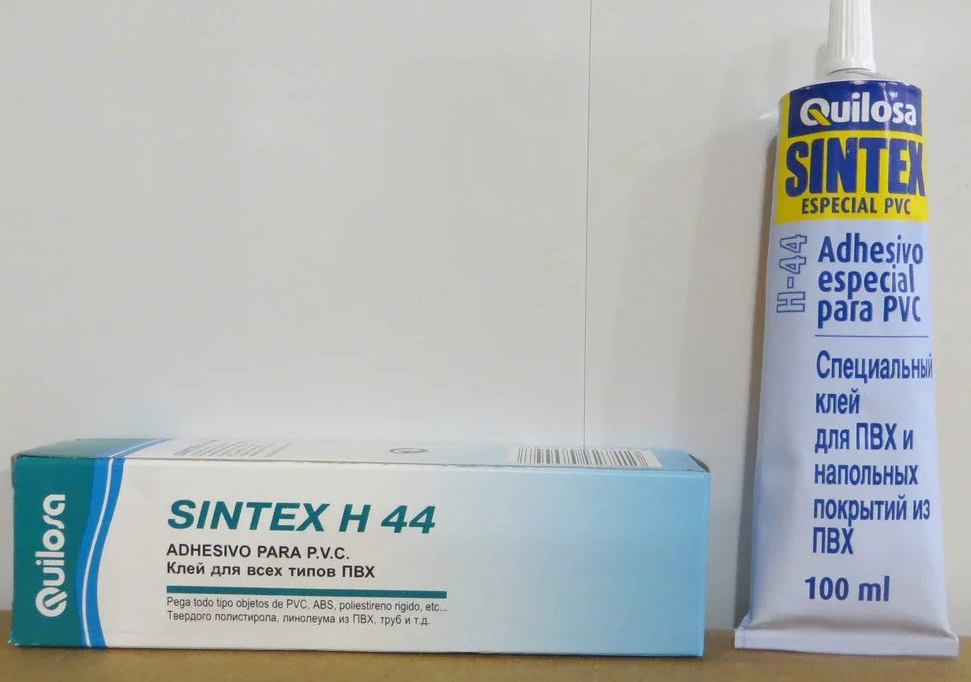 Quilosa
SINTEX H 44
ADHESIVO PARA P.V.C.
Клей для всех типов ПВХ
Pega todo tipo objetos de PVC, ABS, poliestireno rigido, etc...
Твердого полистирола, линолеума из ПВХ, труб и т.д.
Quilosa
SINTEX
ESPECIAL PVC
H-44
Adhesivo
especial
para PVC
Специальный
клей
для ПВХ и
напольных
покрытий из
ПВХ
100 ml